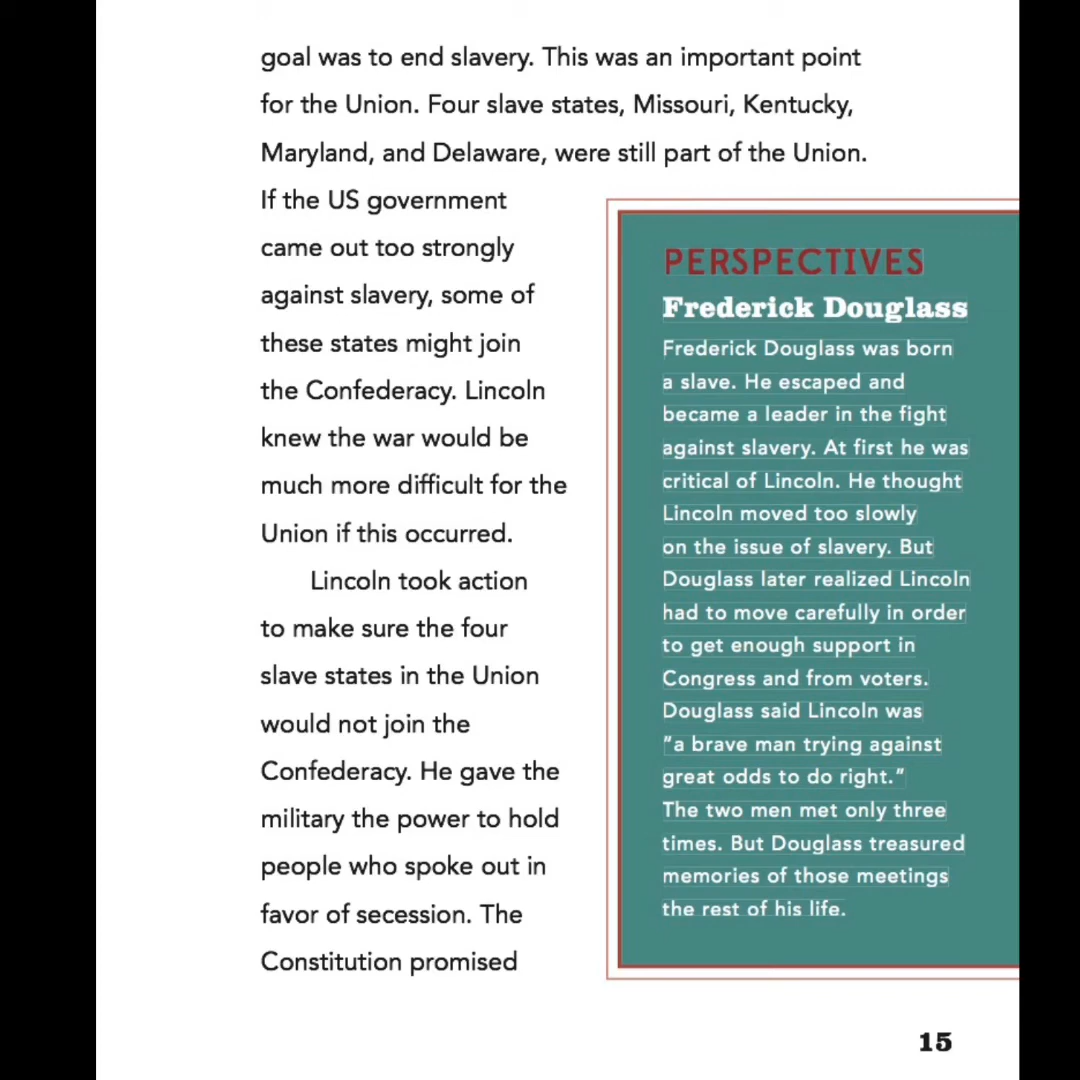 goal was to end slavery. This was an important point
for the Union. Four slave states, Missouri, Kentucky,
Maryland, and Delaware, were still part of the Union.
If the US government
came out too strongly
against slavery, some of
these states might join
the Confederacy. Lincoln
knew the war would be
much more difficult for the
Union if this occurred.
Lincoln took action
to make sure the four
slave states in the Union
would not join the
Confederacy. He gave the
military the power to hold
people who spoke out in
favor of secession. The
Constitution promised
PERSPECTIVES
Frederick Douglass
Frederick Douglass was born
a slave. He escaped and
became a leader in the fight
against slavery. At first he was
critical of Lincoln. He thought
Lincoln moved too slowly
on the issue of slavery. But
Douglass later realized Lincoln
had to move carefully in order
to get enough support in
Congress and from voters.
Douglass said Lincoln was
"a brave man trying against
great odds to do right."
The two men met only three
times. But Douglass treasured
memories of those meetings
the rest of his life.
15